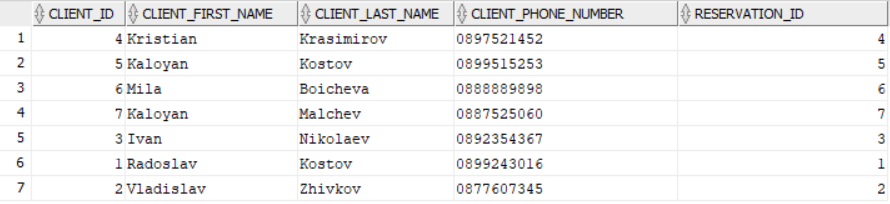 CLIENT_ID CLIENT_FIRST_NAME CLIENT_LAST_NAME CLIENT_PHONE_NUMBER RESERVATION_ID
1 4 Kristian Krasimirov 0897521452 4
2 5 Kaloyan Kostov 0899515253 5
3 6 Mila Boicheva 0888889898 6
4 7 Kaloyan Malchev 0887525060 7
5 3 Ivan Nikolaev 0892354367 3
6 1 Radoslav Kostov 0899243016 1
7 2 Vladislav Zhivkov 0877607345 2